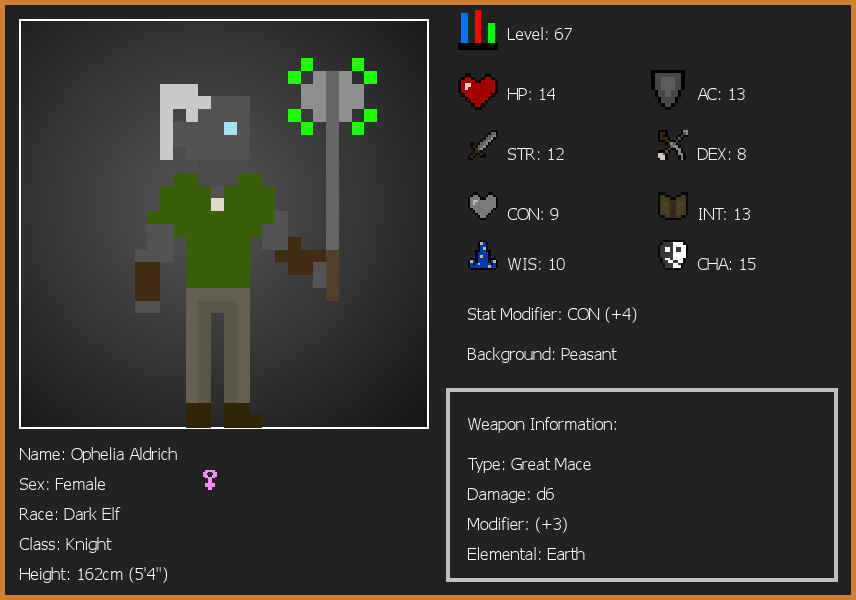 Level: 67
HP: 14
AC: 13
STR: 12
DEX: 8
CON: 9
INT: 13
WIS: 10
CHA: 15
Stat Modifier: CON (+4)
Background: Peasant
Weapon Information:
Type: Great Mace
Damage: d6
Modifier: (+3)
Elemental: Earth
Name: Ophelia Aldrich
Sex: Female
Race: Dark Elf
Class: Knight
Height: 162cm (5'4")